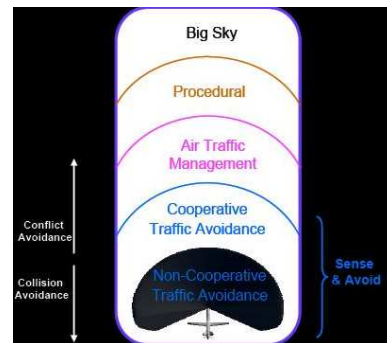 Big Sky
Procedural
Air Traffic
Management
Cooperative
Traffic Avoidance
Non-Cooperative
Traffic Avoidance
Conflict
Avoidance
Collision
Avoidance
Sense
& Avoid